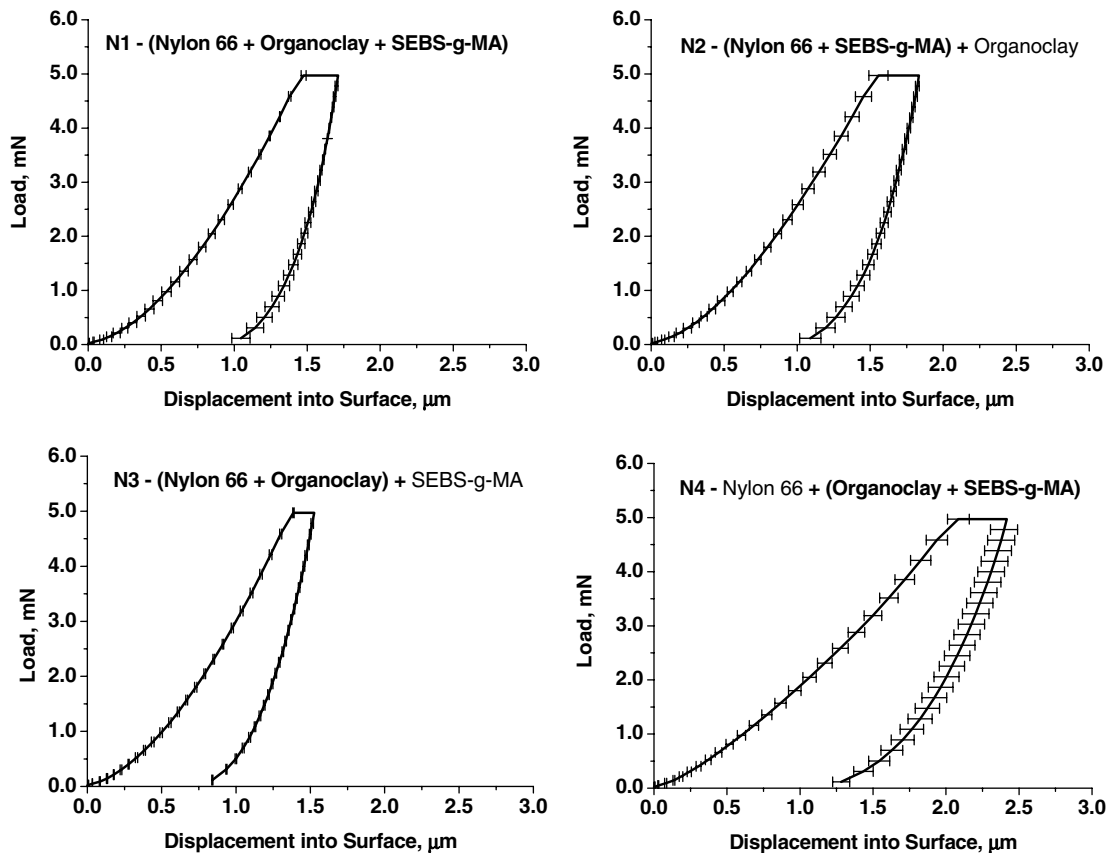 6.0
N1 - (Nylon 66 + Organoclay + SEBS-g-MA)
5.0
4.0
3.0
2.0
1.0
0.0
Load, mN
0.0 0.5 1.0 1.5 2.0 2.5 3.0
Displacement into Surface, μm
6.0
N2 - (Nylon 66 + SEBS-g-MA) + Organoclay
5.0
4.0
3.0
2.0
1.0
0.0
Load, mN
0.0 0.5 1.0 1.5 2.0 2.5 3.0
Displacement into Surface, μm
6.0
N3 - (Nylon 66 + Organoclay) + SEBS-g-MA
5.0
4.0
3.0
2.0
1.0
0.0
Load, mN
0.0 0.5 1.0 1.5 2.0 2.5 3.0
Displacement into Surface, μm
6.0
N4 - Nylon 66 + (Organoclay + SEBS-g-MA)
5.0
4.0
3.0
2.0
1.0
0.0
Load, mN
0.0 0.5 1.0 1.5 2.0 2.5 3.0
Displacement into Surface, μm